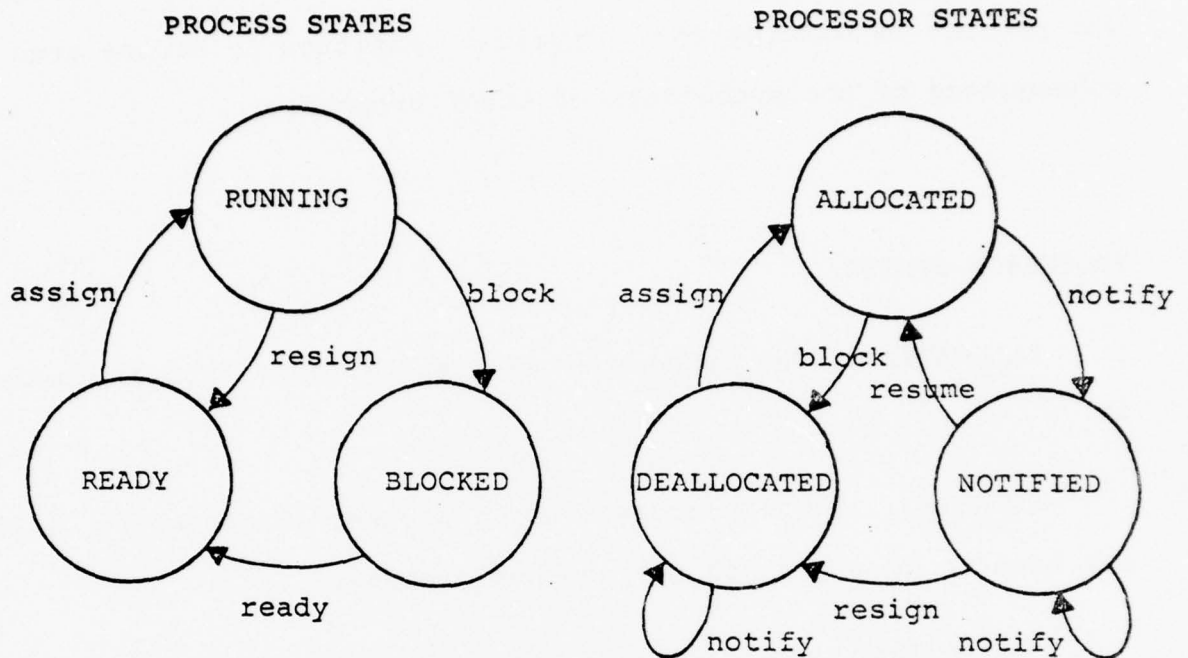 PROCESS STATES
PROCESSOR STATES
RUNNING
assign
block
resign
READY
BLOCKED
ready
ALLOCATED
assign
notify
block
resume
DEALLOCATED
NOTIFIED
resign
notify
notify